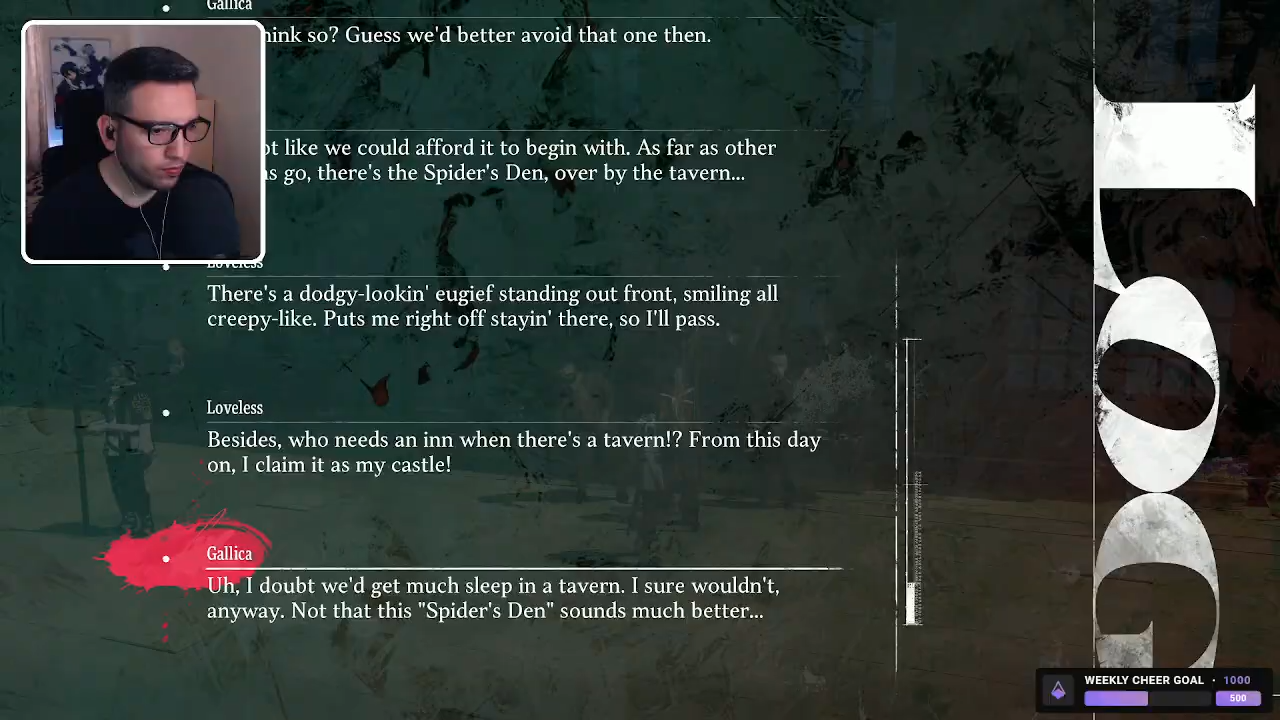 Gallica
hink so? Guess we'd better avoid that one then.
ot like we could afford it to begin with. As far as other
s go, there's the Spider's Den, over by the tavern...
Loveless
There's a dodgy-lookin' eugief standing out front, smiling all
creepy-like. Puts me right off stayin' there, so I'll pass.
Loveless
Besides, who needs an inn when there's a tavern!? From this day
on, I claim it as my castle!
Gallica
Uh, I doubt we'd get much sleep in a tavern. I sure wouldn't,
anyway. Not that this "Spider's Den" sounds much better...
LOG
WEEKLY CHEER GOAL · 1000
500